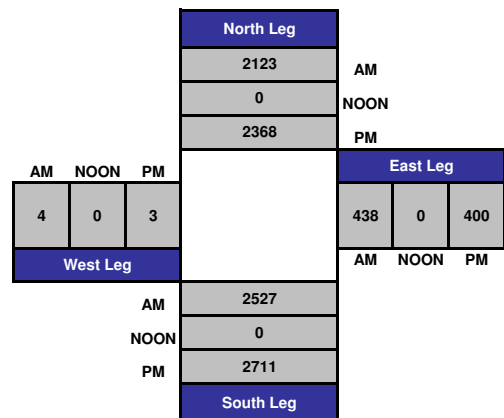 North Leg
2123 AM
0 NOON
2368 PM
AM NOON PM East Leg
4 0 3 438 0 400
West Leg AM NOON PM
AM 2527
NOON 0
PM 2711
South Leg